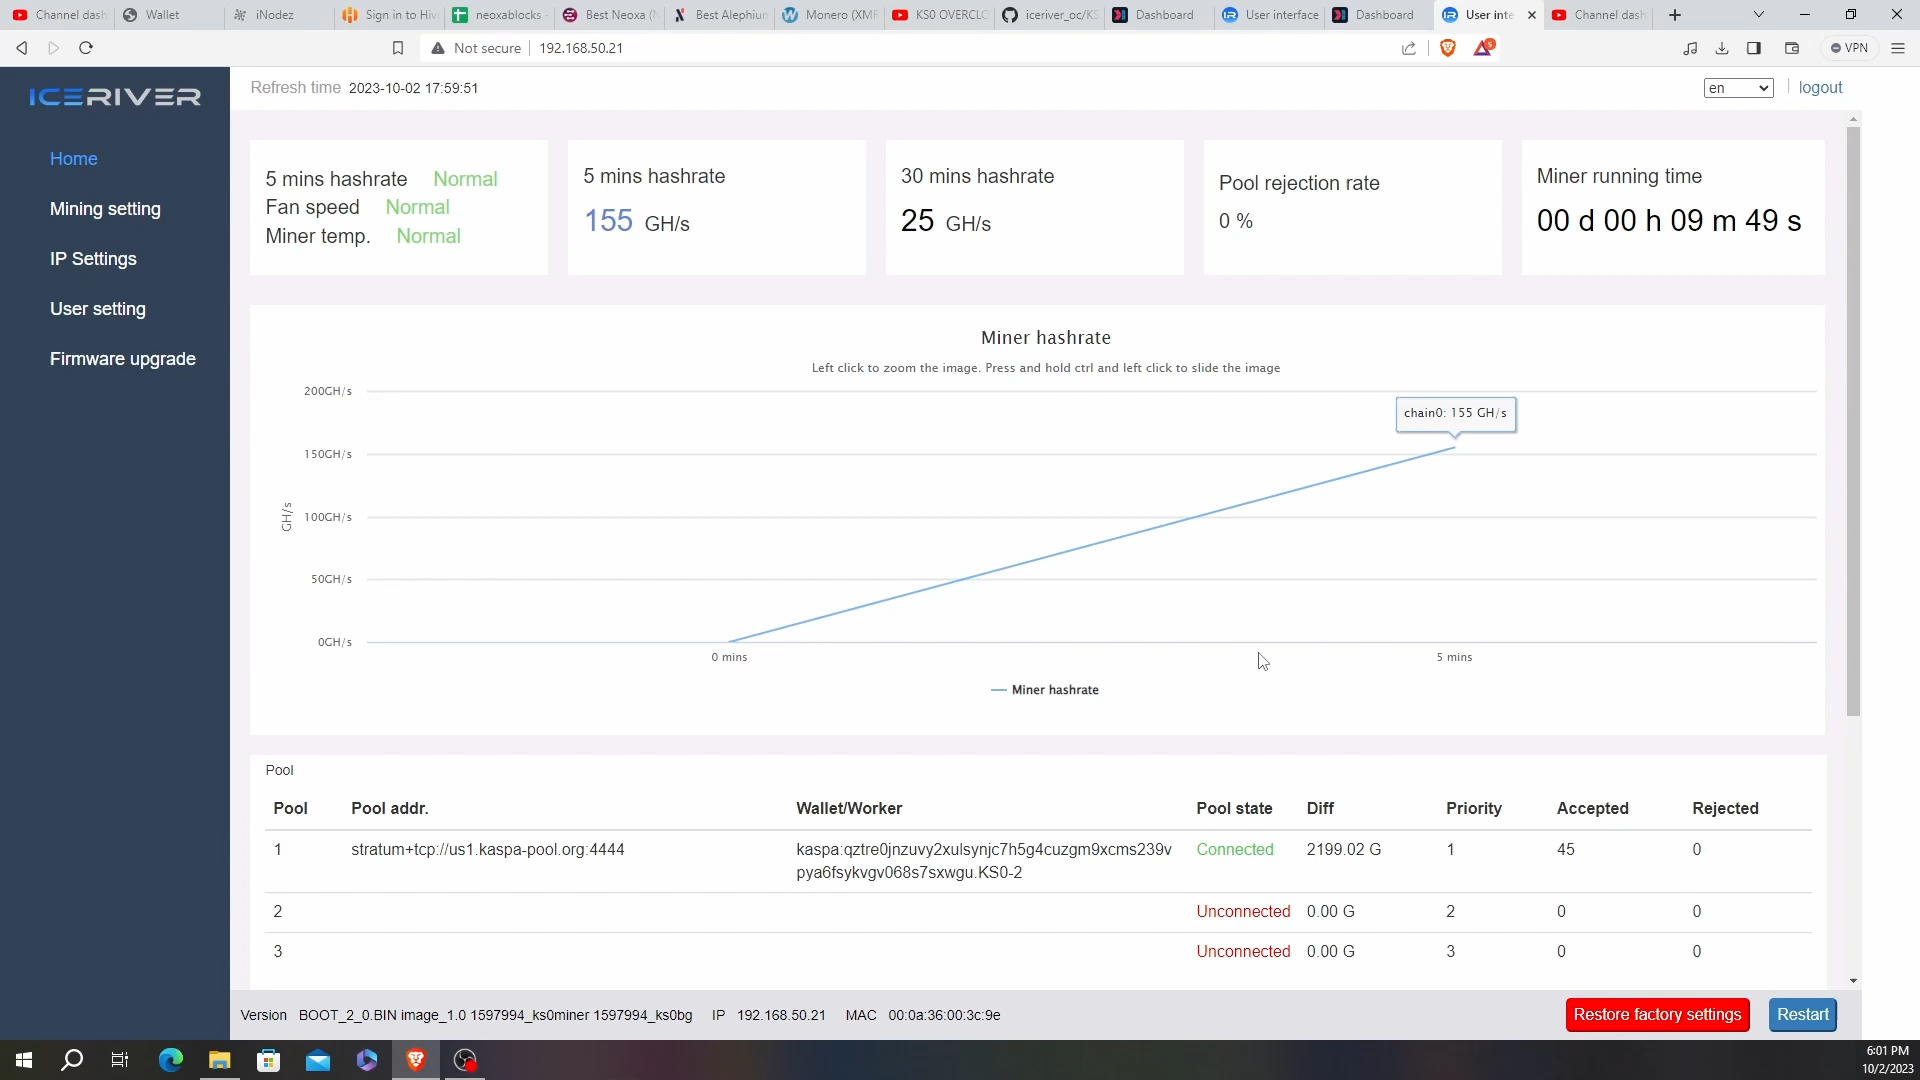 Channel dash
Wallet
iNodez
Sign in to Hiv
neoxablocks -
Best Neoxa (N
Best Alephium
Monero (XMR
KS0 OVERCLO
iceriver_oc/KS
Dashboard
User interface
Dashboard
User inte
Channel dash
Not secure
192.168.50.21
5
VPN
ICERIVER
Refresh time 2023-10-02 17:59:51
en
logout
Home
Mining setting
IP Settings
User setting
Firmware upgrade
5 mins hashrate Normal
Fan speed Normal
Miner temp. Normal
5 mins hashrate
155 GH/s
30 mins hashrate
25 GH/s
Pool rejection rate
0 %
Miner running time
00 d 00 h 09 m 49 s
Miner hashrate
Left click to zoom the image. Press and hold ctrl and left click to slide the image
200GH/s
chain0: 155 GH/s
150GH/s
GH/s
100GH/s
50GH/s
0GH/s
0 mins
5 mins
Miner hashrate
Pool
Pool Pool addr. Wallet/Worker Pool state Diff Priority Accepted Rejected
1 stratum+tcp://us1.kaspa-pool.org:4444 kaspa:qztre0jnzuvy2xulsynjc7h5g4cuzgm9xcms239v Connected 2199.02 G 1 45 0
pya6fsykvgv068s7sxwgu.KS0-2
2 Unconnected 0.00 G 2 0 0
3 Unconnected 0.00 G 3 0 0
Version BOOT_2_0.BIN image_1.0 1597994_ks0miner 1597994_ks0bg IP 192.168.50.21 MAC 00:0a:36:00:3c:9e
Restore factory settings
Restart
6:01 PM
10/2/2023